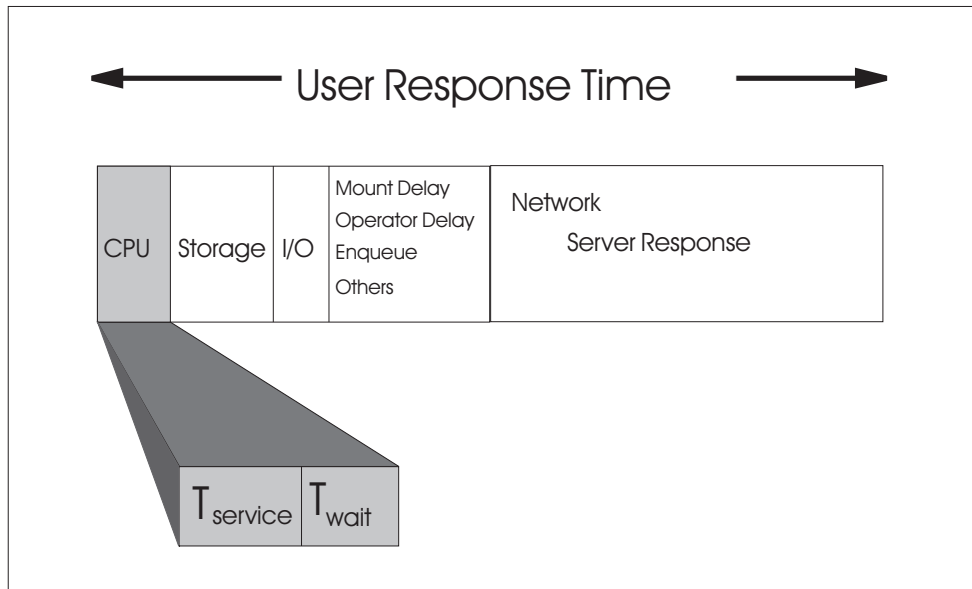 User Response Time
CPU
Storage
I/O
Mount Delay
Operator Delay
Enqueue
Others
Network
Server Response
Tservice
Twait